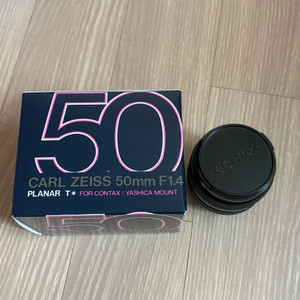 50
CARL ZEISS 50mm F1.4
PLANAR T* FOR CONTAX / YASHICA MOUNT
50
CONTAX